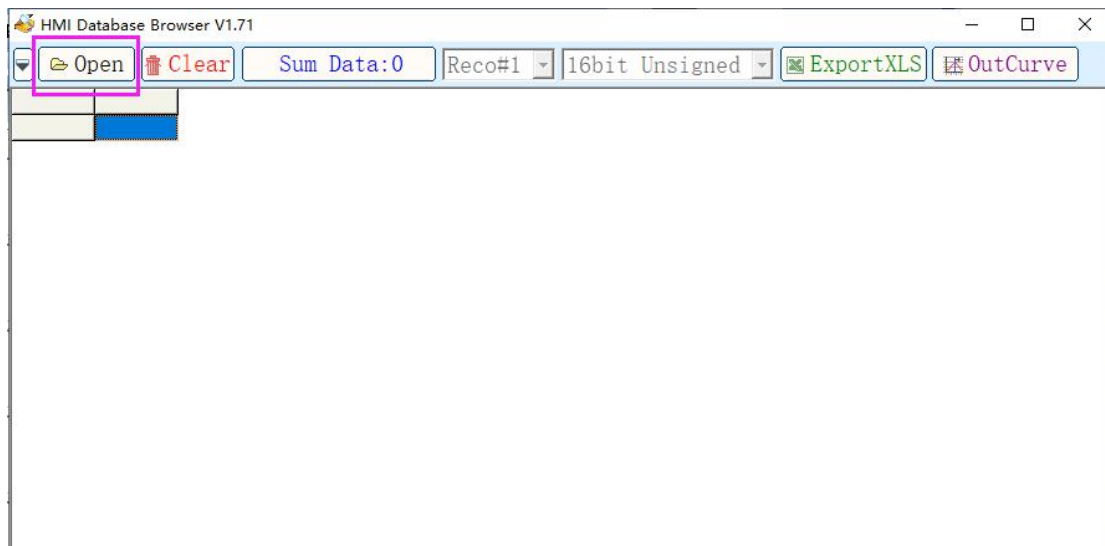 HMI Database Browser V1.71
Open Clear Sum Data:0 Reco#1 16bit Unsigned ExportXLS OutCurve